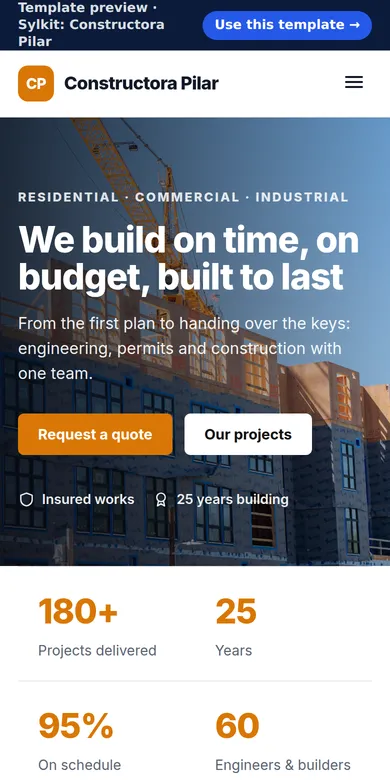 Template preview ·
Sylkit: Constructora
Pilar
Use this template →
CP
Constructora Pilar
RESIDENTIAL · COMMERCIAL · INDUSTRIAL
We build on time, on
budget, built to last
From the first plan to handing over the keys:
engineering, permits and construction with
one team.
Request a quote
Our projects
Insured works
25 years building
180+
25
Projects delivered
Years
95%
60
On schedule
Engineers & builders